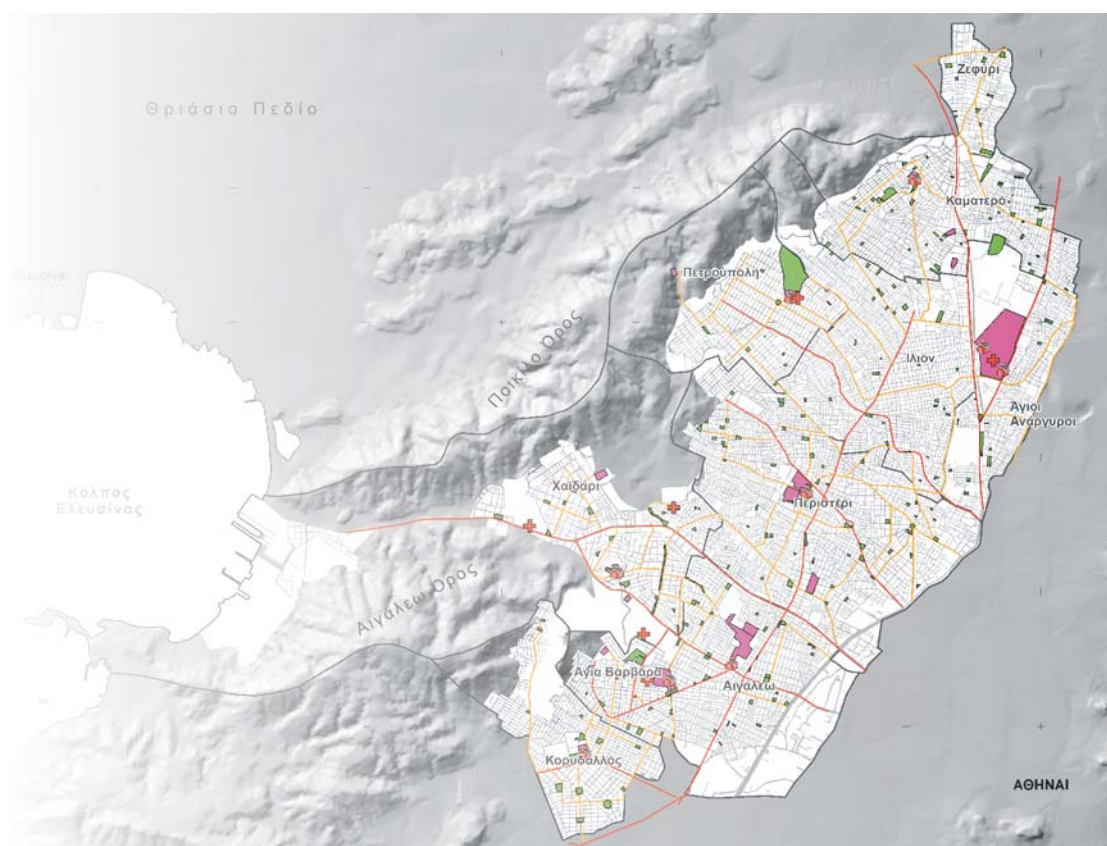 Ζεφύρι
Θριάσιο Πεδίο
Καματερό
Πετρούπολη*
Ποικίλο Όρος
Ίλιον
Άγιοι
Ανάργυροι
Χαϊδάρι
Κόλπος
Ελευσίνας
Περιστέρι
Αιγάλεω Όρος
Αγία Βαρβάρα
Αιγάλεω
Κορυδαλλός
ΑΘΗΝΑΙ